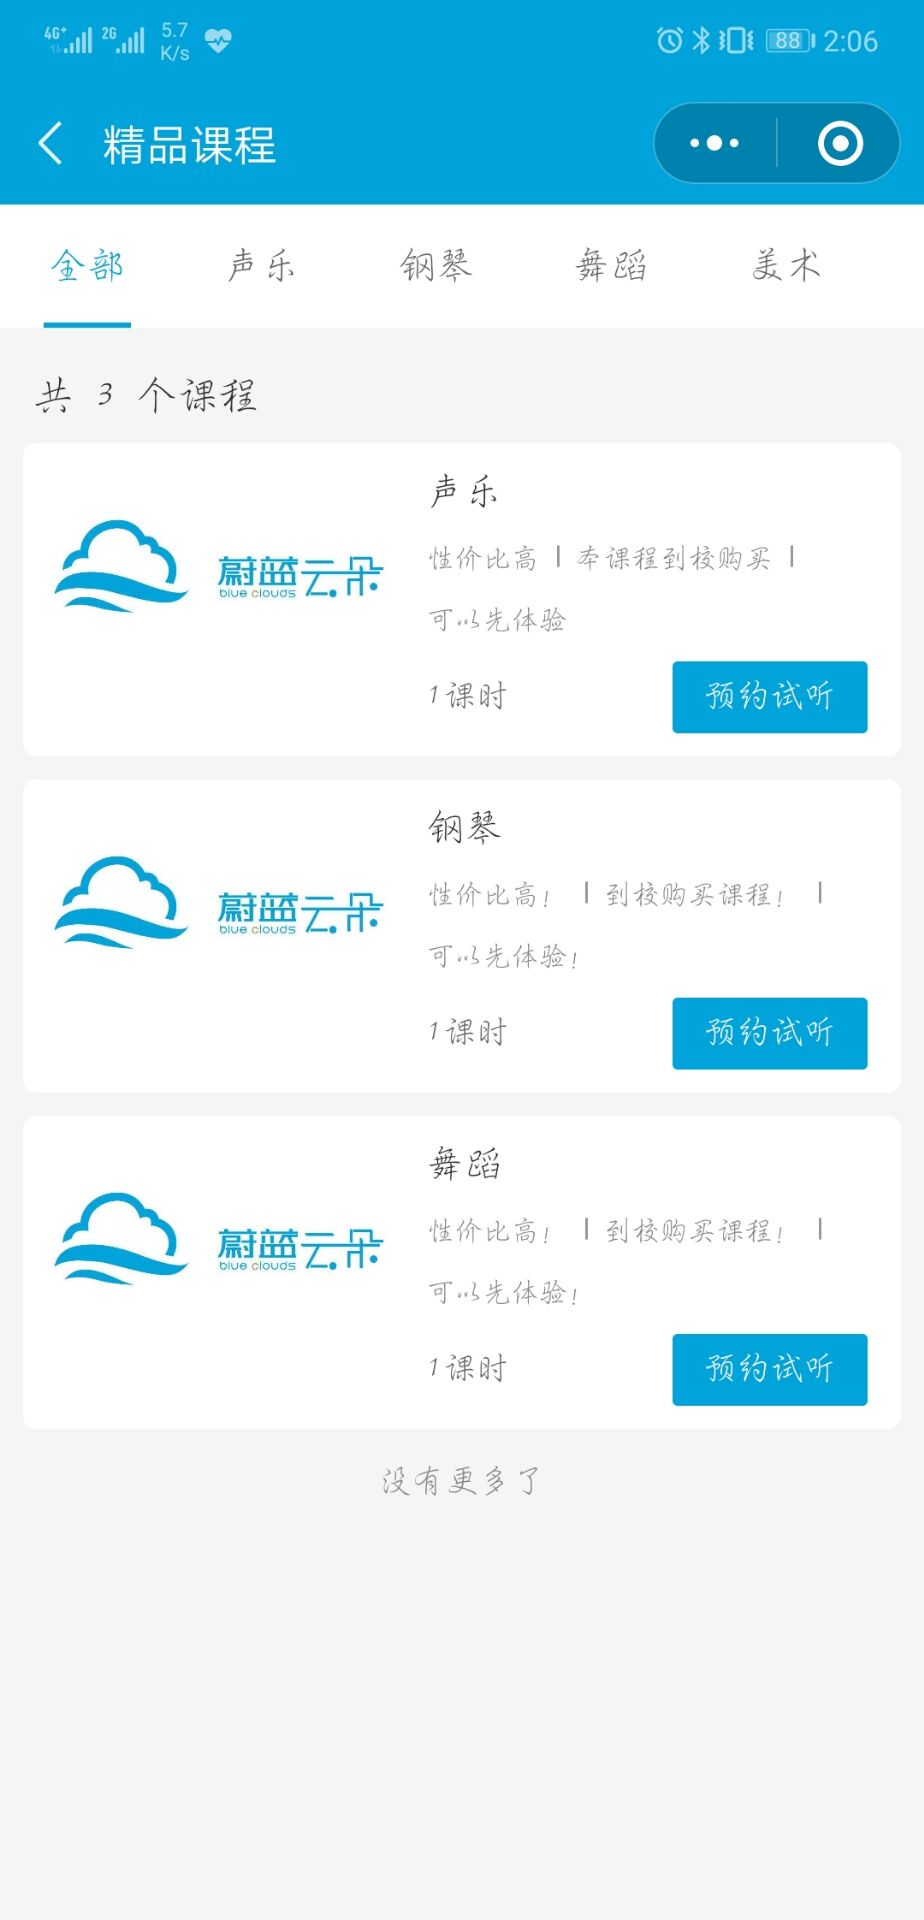 4G+ 2G 5.7 K/s 88 2:06
精品课程
全部 声乐 钢琴 舞蹈 美术
共 3 个课程
声乐
蔚蓝云朵
blue clouds
性价比高 | 本课程到校购买 |
可以先体验
1课时 预约试听
钢琴
蔚蓝云朵
blue clouds
性价比高! | 到校购买课程! |
可以先体验!
1课时 预约试听
舞蹈
蔚蓝云朵
blue clouds
性价比高! | 到校购买课程! |
可以先体验!
1课时 预约试听
没有更多了